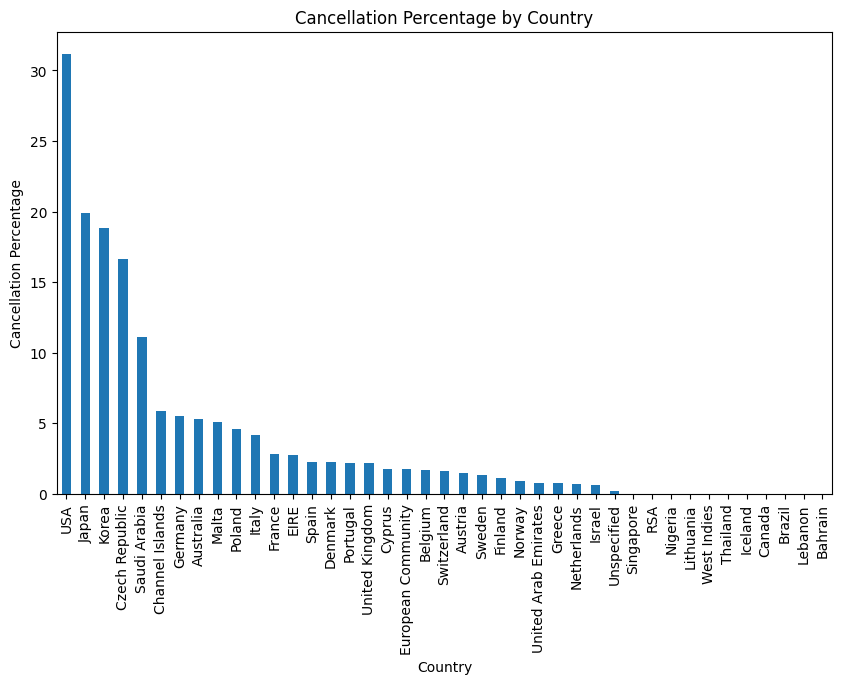 Cancellation Percentage by Country
Cancellation Percentage
30
25
20
15
10
5
0
USA
Japan
Korea
Czech Republic
Saudi Arabia
Channel Islands
Germany
Australia
Malta
Poland
Italy
France
EIRE
Spain
Denmark
Portugal
United Kingdom
Cyprus
European Community
Belgium
Switzerland
Austria
Sweden
Finland
Norway
United Arab Emirates
Greece
Netherlands
Israel
Unspecified
Singapore
RSA
Nigeria
Lithuania
West Indies
Thailand
Iceland
Canada
Brazil
Lebanon
Bahrain
Country